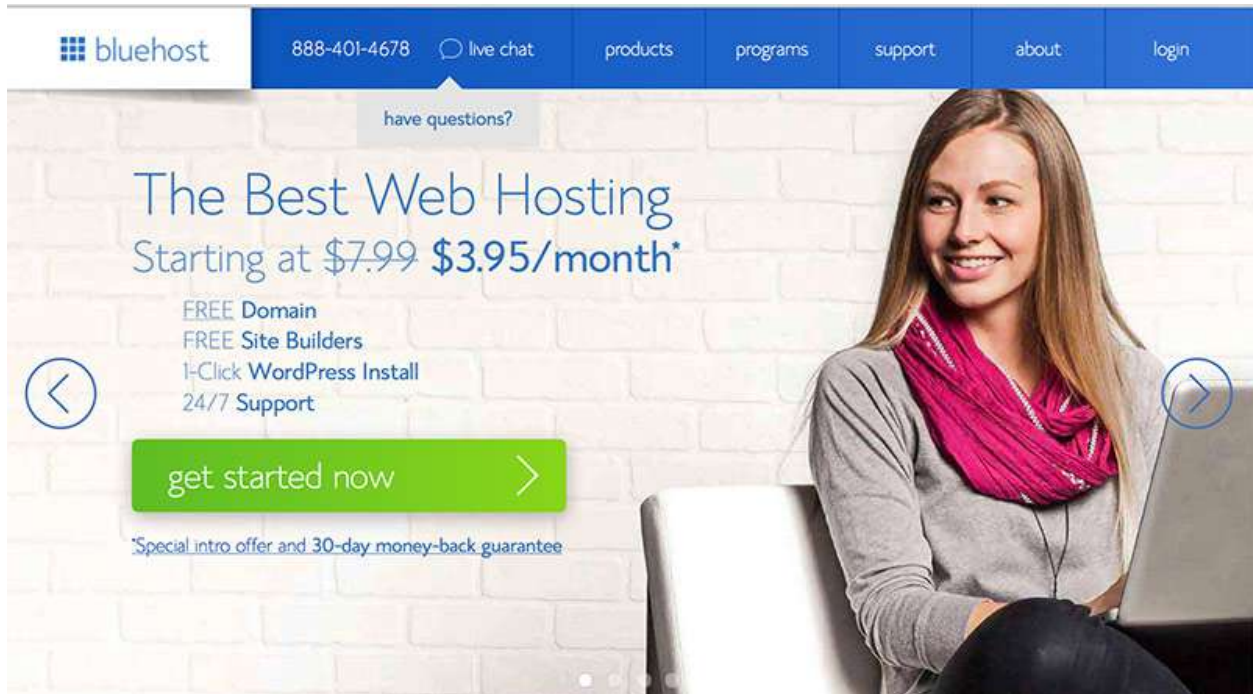 bluehost
888-401-4678 live chat products programs support about login
have questions?
The Best Web Hosting
Starting at $7.99 $3.95/month*
FREE Domain
FREE Site Builders
1-Click WordPress Install
24/7 Support
get started now
*Special intro offer and 30-day money-back guarantee